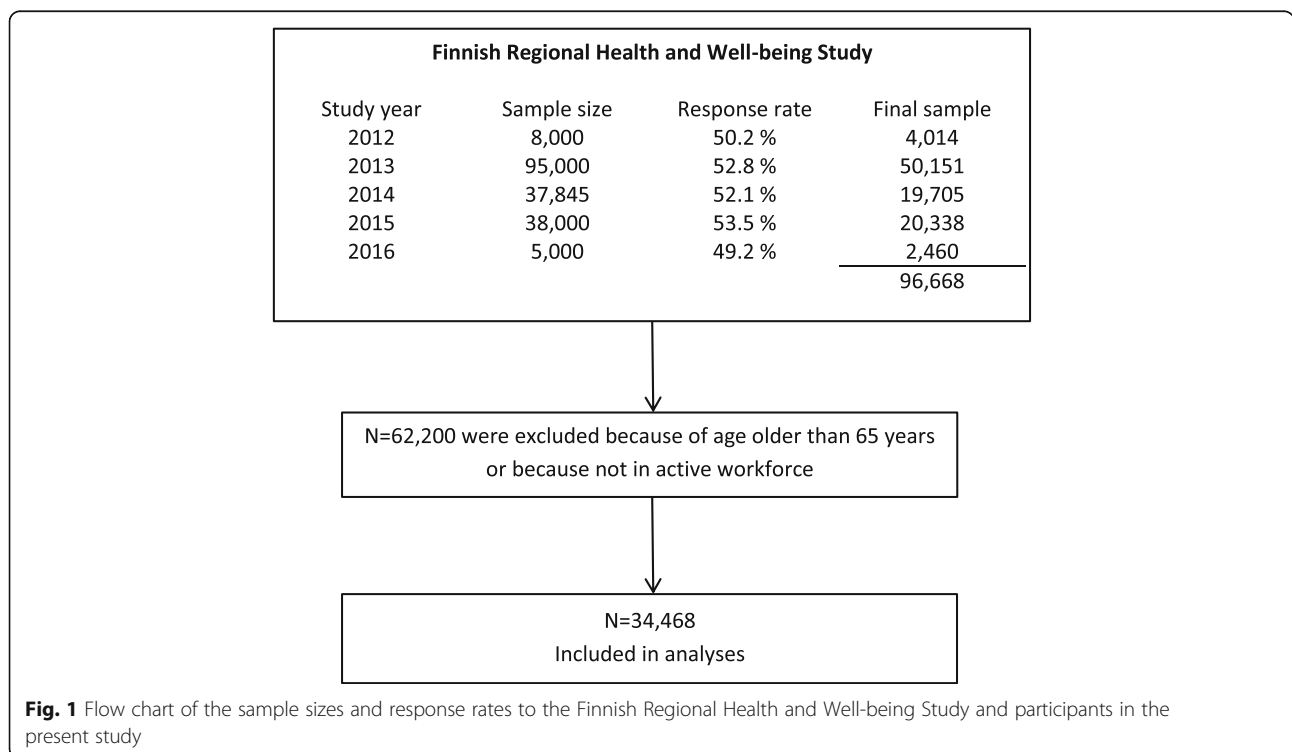 Finnish Regional Health and Well-being Study
Study year Sample size Response rate Final sample
2012 8,000 50.2 % 4,014
2013 95,000 52.8 % 50,151
2014 37,845 52.1 % 19,705
2015 38,000 53.5 % 20,338
2016 5,000 49.2 % 2,460
96,668
N=62,200 were excluded because of age older than 65 years
or because not in active workforce
N=34,468
Included in analyses
Fig. 1 Flow chart of the sample sizes and response rates to the Finnish Regional Health and Well-being Study and participants in the
present study